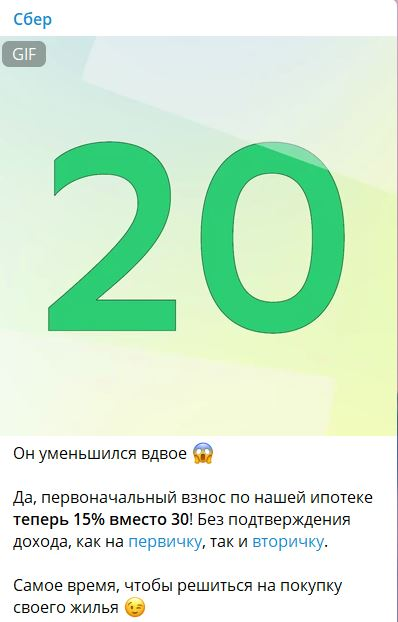 Сбер
GIF
20
Он уменьшился вдвое 😱
Да, первоначальный взнос по нашей ипотеке
теперь 15% вместо 30! Без подтверждения
дохода, как на первичку, так и вторичку.
Самое время, чтобы решиться на покупку
своего жилья 😉